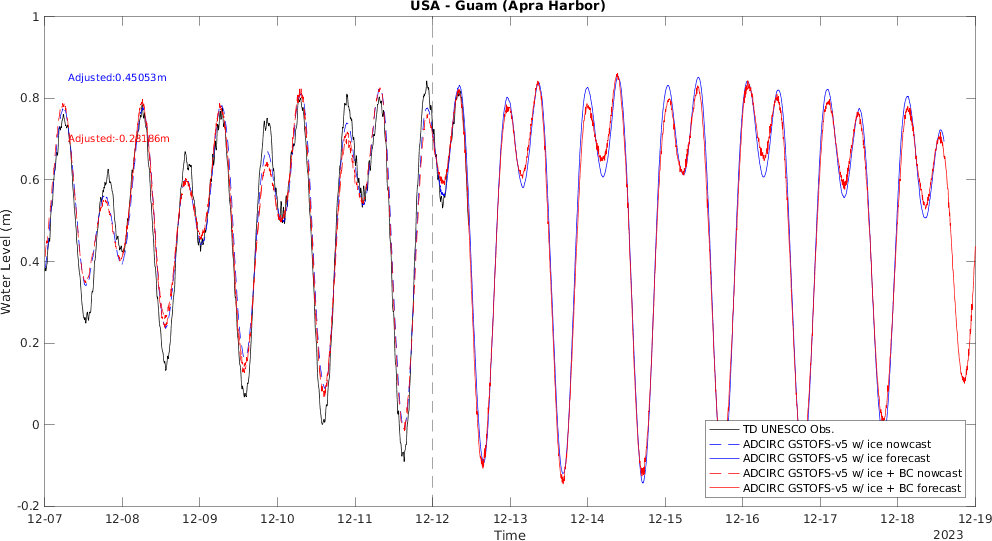 USA - Guam (Apra Harbor)
Water Level (m)
1
0.8
0.6
0.4
0.2
0
-0.2
Adjusted:0.45053m
Adjusted:-0.28186m
TD UNESCO Obs.
ADCIRC GSTOFS-v5 w/ ice nowcast
ADCIRC GSTOFS-v5 w/ ice forecast
ADCIRC GSTOFS-v5 w/ ice + BC nowcast
ADCIRC GSTOFS-v5 w/ ice + BC forecast
12-07 12-08 12-09 12-10 12-11 12-12 12-13 12-14 12-15 12-16 12-17 12-18 12-19
Time
2023